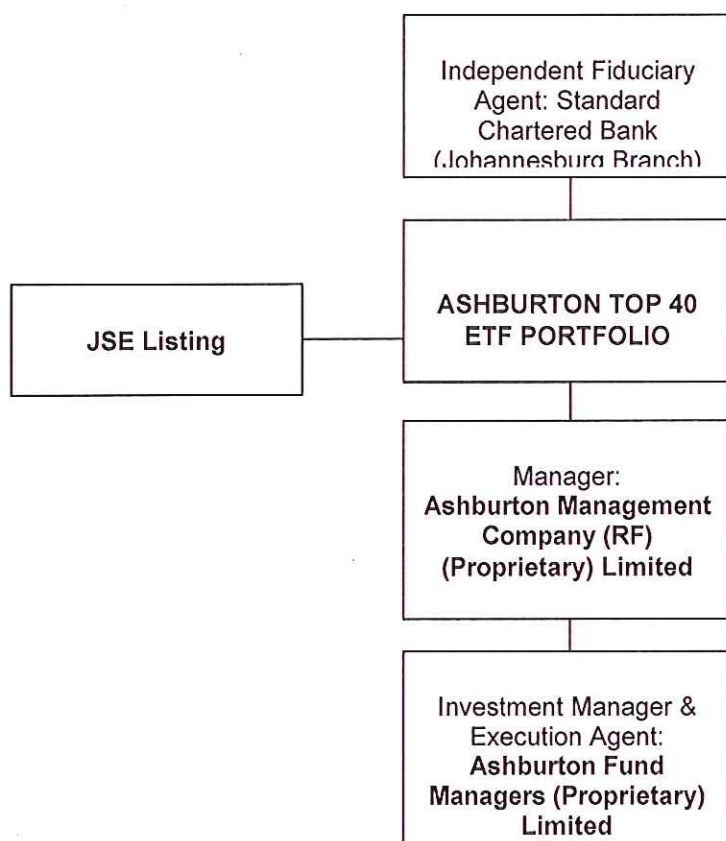 Independent Fiduciary
Agent: Standard
Chartered Bank
(Johannesburg Branch)
JSE Listing
ASHBURTON TOP 40
ETF PORTFOLIO
Manager:
Ashburton Management
Company (RF)
(Proprietary) Limited
Investment Manager &
Execution Agent:
Ashburton Fund
Managers (Proprietary)
Limited